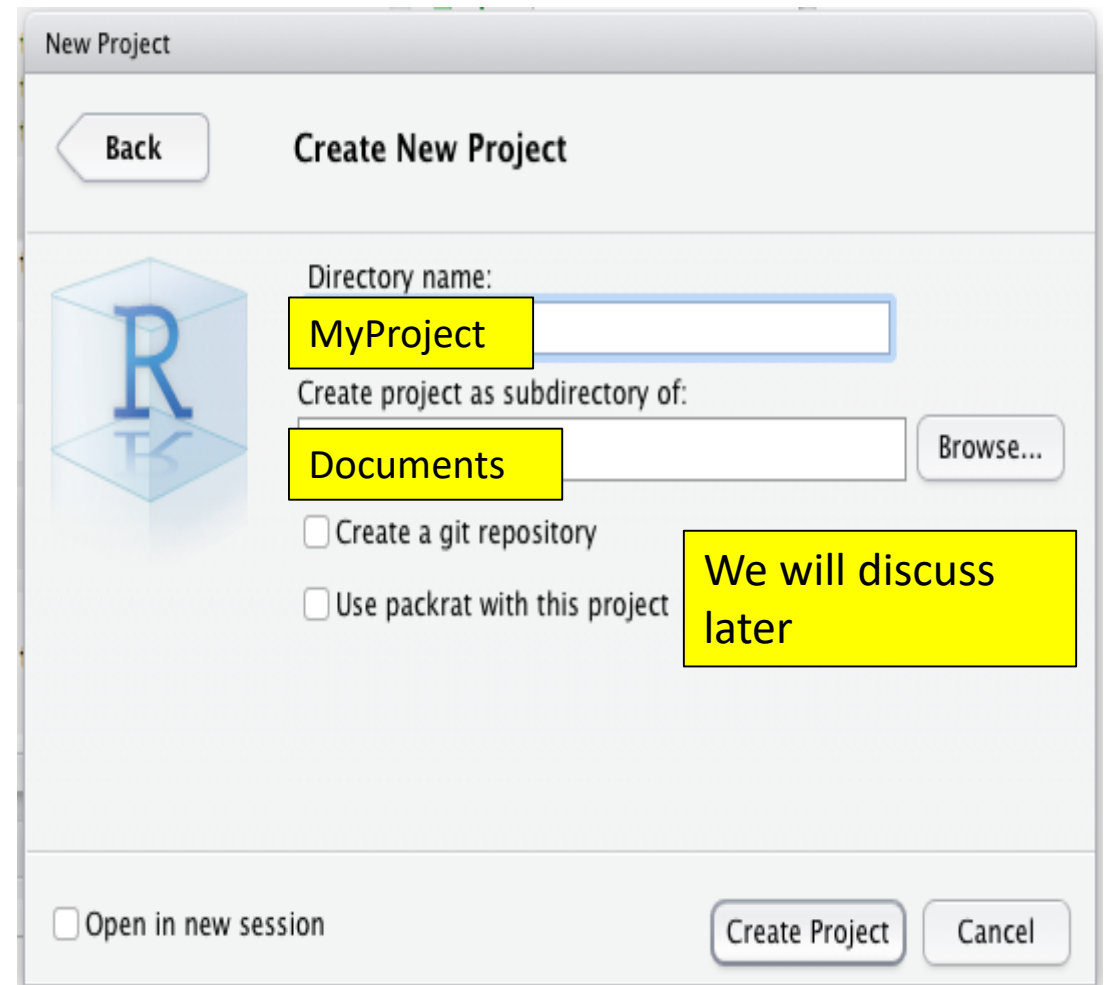 New Project
Back
Create New Project
R
Directory name:
MyProject
Create project as subdirectory of:
Documents
Browse...
Create a git repository
Use packrat with this project
We will discuss
later
Open in new session
Create Project
Cancel